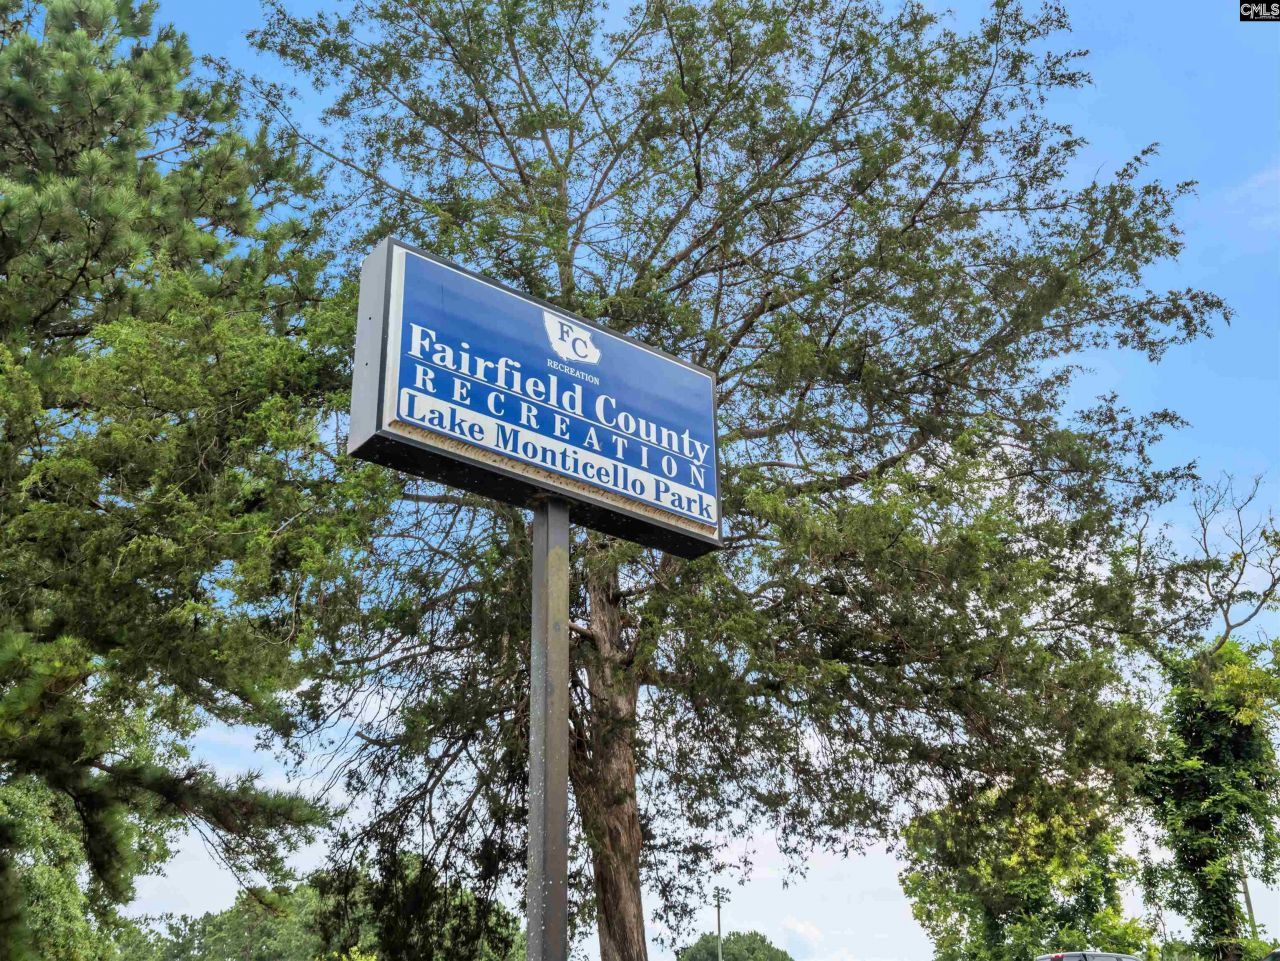 CMLS
FC
RECREATION
Fairfield County
RECREATION
Lake Monticello Park